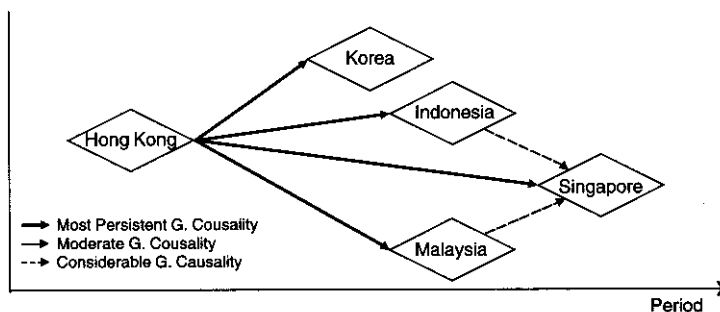 Korea
Indonesia
Hong Kong
Singapore
Malaysia
Most Persistent G. Cousality
Moderate G. Cousality
Considerable G. Causality
Period